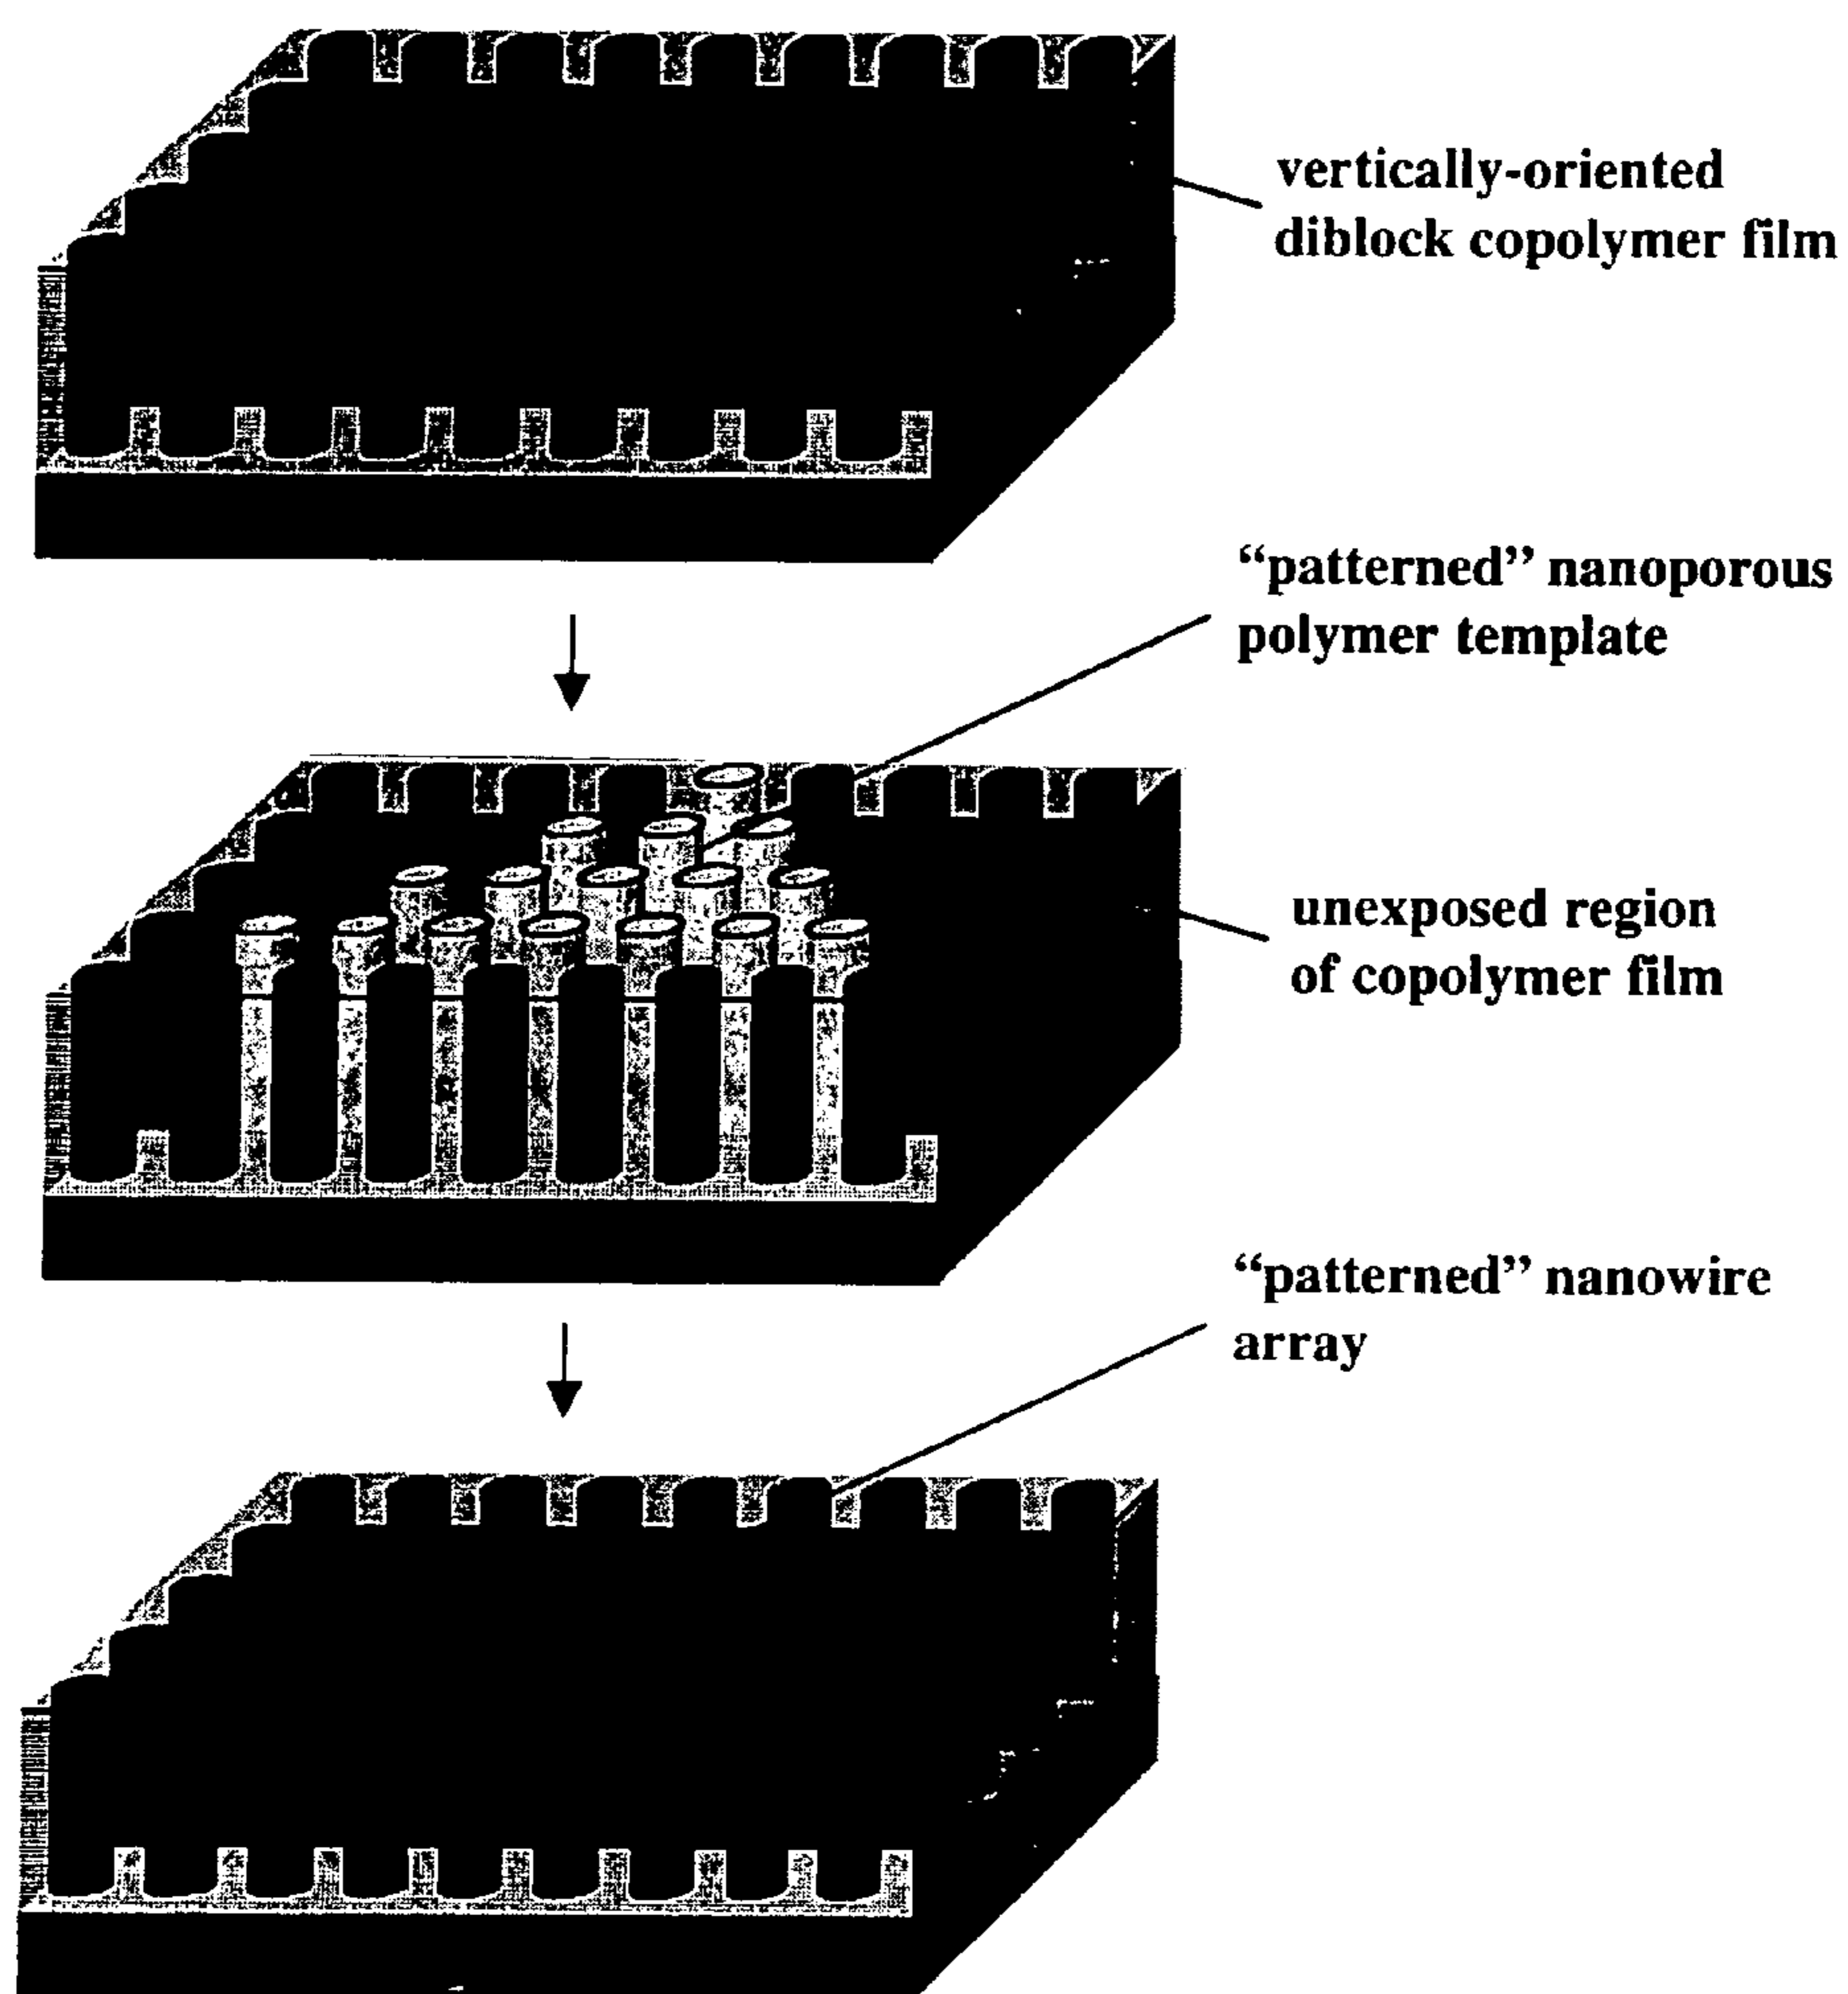 vertically-oriented
diblock copolymer film
“patterned” nanoporous
polymer template
unexposed region
of copolymer film
“patterned” nanowire
array